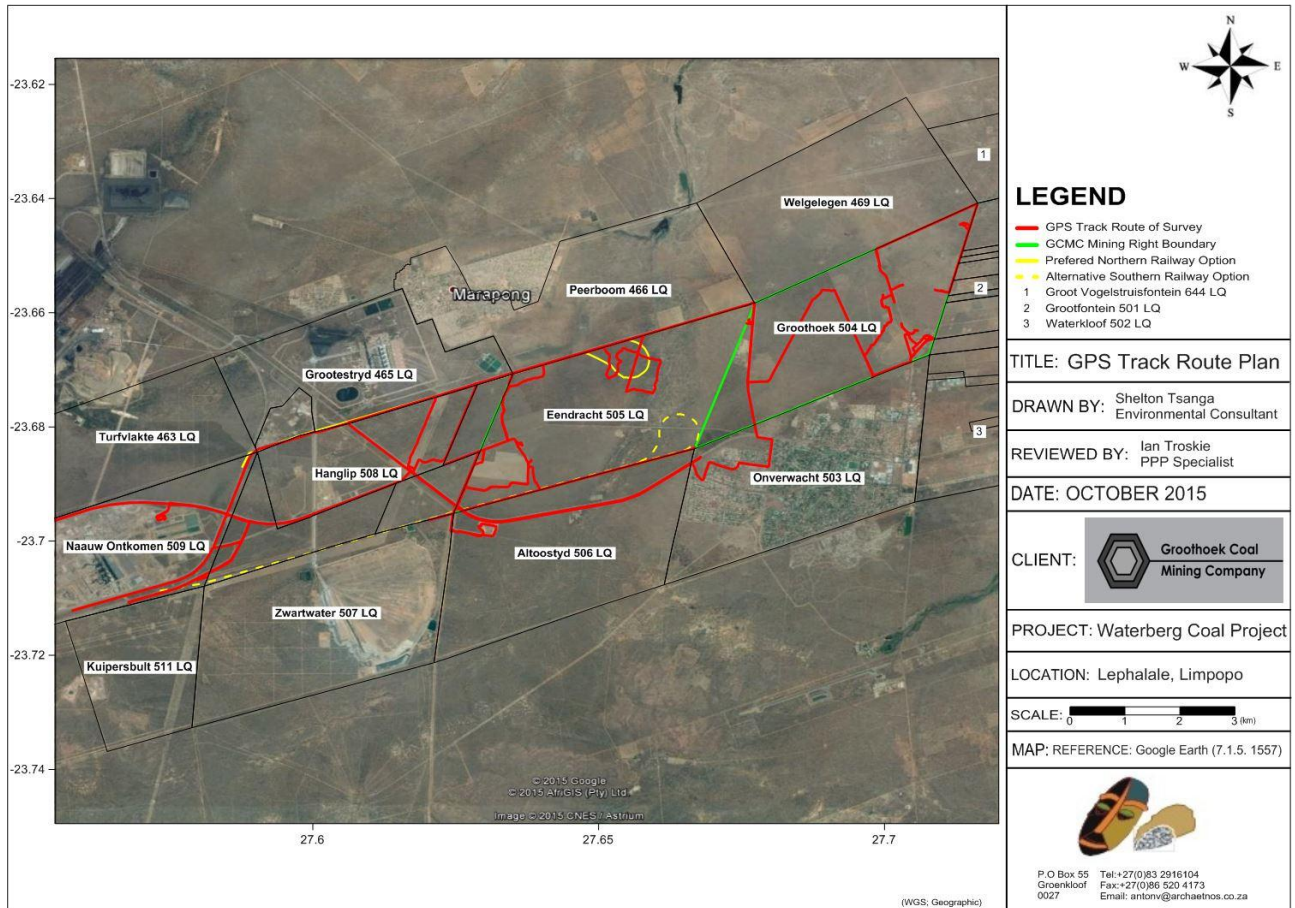 -23.62
-23.64
-23.66
-23.68
-23.7
-23.72
-23.74
27.6
27.65
27.7
Welgelegen 469 LQ
Marapong
Peerboom 466 LQ
Groothoek 504 LQ
Grootestryd 465 LQ
Eendracht 505 LQ
Turfvlakte 463 LQ
Hanglip 508 LQ
Onverwacht 503 LQ
Naauw Ontkomen 509 LQ
Altoostyd 506 LQ
Zwartwater 507 LQ
Kuipersbult 511 LQ
1
2
3
© 2015 Google
© 2015 AfriGIS (Pty) Ltd
Image © 2015 CNES / Astrium
(WGS; Geographic)
N
W
E
S
LEGEND
GPS Track Route of Survey
GCMC Mining Right Boundary
Prefered Northern Railway Option
Alternative Southern Railway Option
1 Groot Vogelstruisfontein 644 LQ
2 Grootfontein 501 LQ
3 Waterkloof 502 LQ
TITLE: GPS Track Route Plan
DRAWN BY: Shelton Tsanga
Environmental Consultant
REVIEWED BY: Ian Troskie
PPP Specialist
DATE: OCTOBER 2015
CLIENT: Groothoek Coal
Mining Company
PROJECT: Waterberg Coal Project
LOCATION: Lephalale, Limpopo
SCALE: 0 1 2 3 (km)
MAP: REFERENCE: Google Earth (7.1.5. 1557)
P.O Box 55 Tel:+27(0)83 2916104
Groenkloof Fax:+27(0)86 520 4173
0027 Email: antonv@archaetnos.co.za